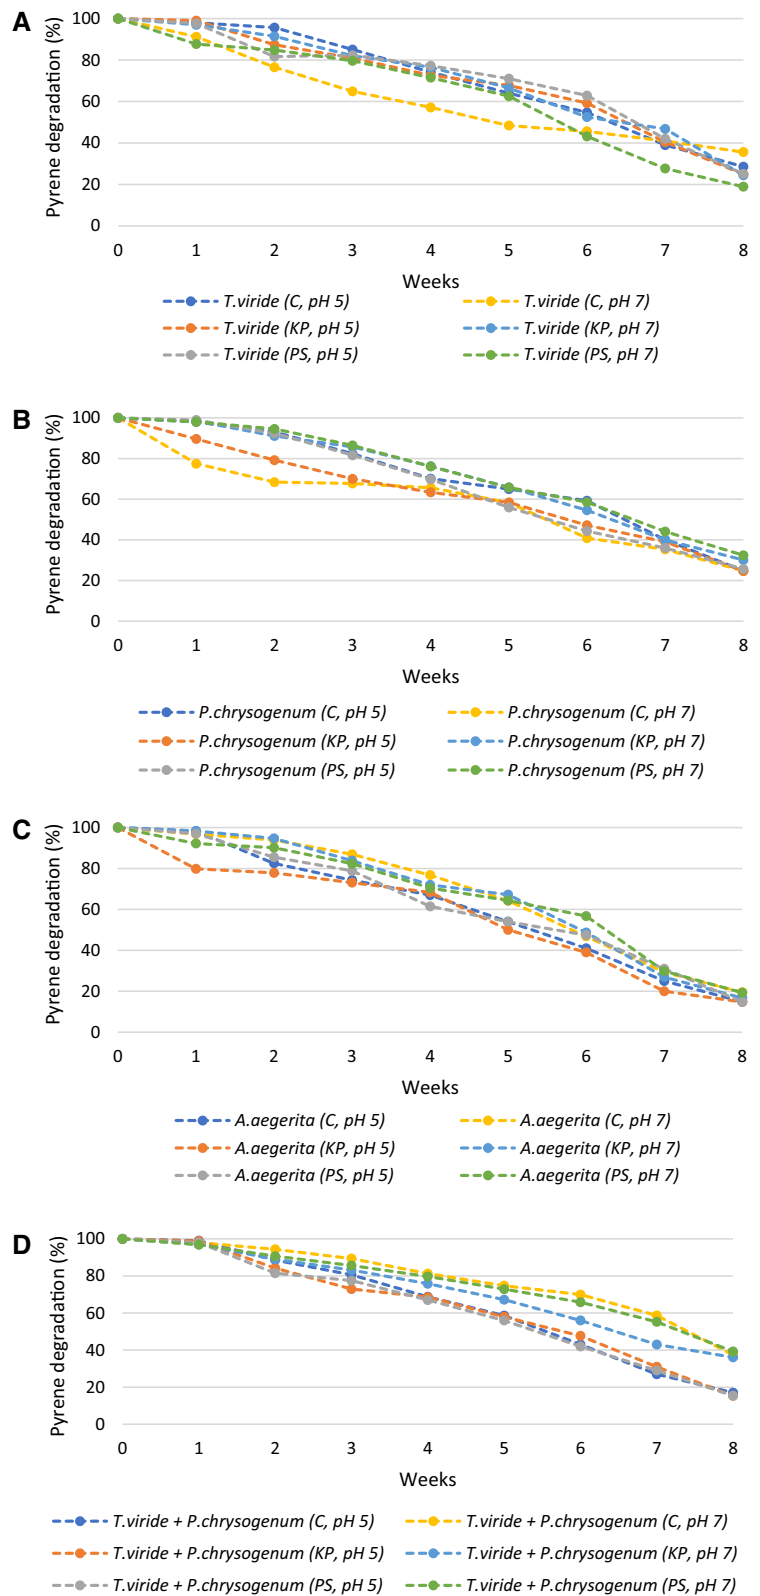 A
Pyrene degradation (%)
100
80
60
40
20
0
0 1 2 3 4 5 6 7 8
Weeks
T.viride (C, pH 5) T.viride (C, pH 7)
T.viride (KP, pH 5) T.viride (KP, pH 7)
T.viride (PS, pH 5) T.viride (PS, pH 7)
B
Pyrene degradation (%)
100
80
60
40
20
0
0 1 2 3 4 5 6 7 8
Weeks
P.chrysogenum (C, pH 5) P.chrysogenum (C, pH 7)
P.chrysogenum (KP, pH 5) P.chrysogenum (KP, pH 7)
P.chrysogenum (PS, pH 5) P.chrysogenum (PS, pH 7)
C
Pyrene degradation (%)
100
80
60
40
20
0
0 1 2 3 4 5 6 7 8
Weeks
A.aegerita (C, pH 5) A.aegerita (C, pH 7)
A.aegerita (KP, pH 5) A.aegerita (KP, pH 7)
A.aegerita (PS, pH 5) A.aegerita (PS, pH 7)
D
Pyrene degradation (%)
100
80
60
40
20
0
0 1 2 3 4 5 6 7 8
Weeks
T.viride + P.chrysogenum (C, pH 5) T.viride + P.chrysogenum (C, pH 7)
T.viride + P.chrysogenum (KP, pH 5) T.viride + P.chrysogenum (KP, pH 7)
T.viride + P.chrysogenum (PS, pH 5) T.viride + P.chrysogenum (PS, pH 7)